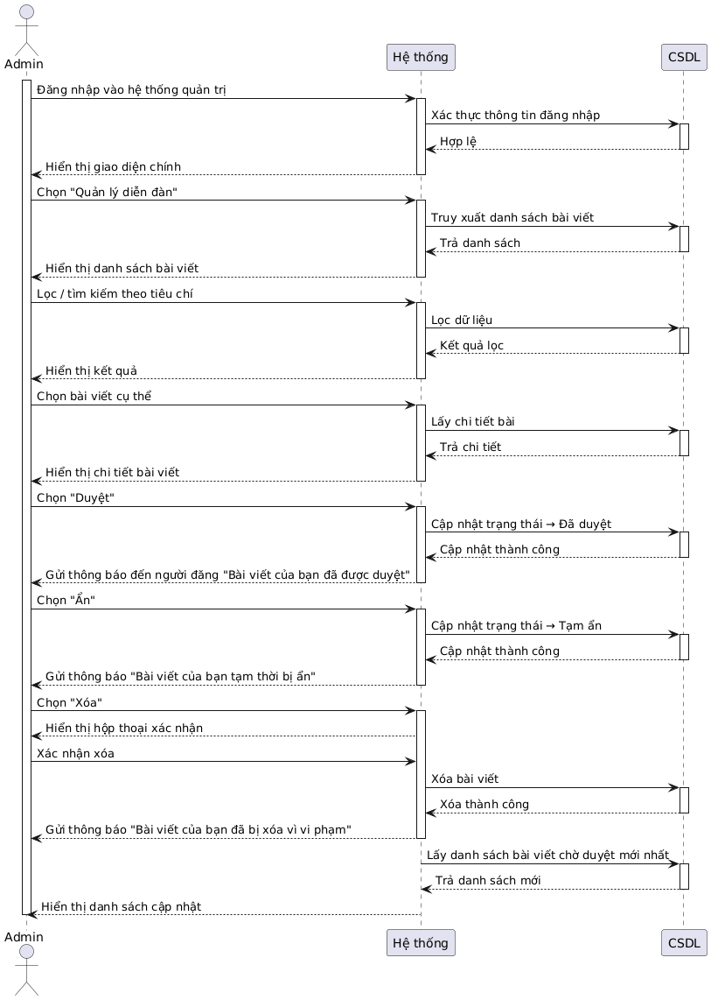 Admin
Hệ thống
CSDL
Đăng nhập vào hệ thống quản trị
Xác thực thông tin đăng nhập
Hợp lệ
Hiển thị giao diện chính
Chọn "Quản lý diễn đàn"
Truy xuất danh sách bài viết
Trả danh sách
Hiển thị danh sách bài viết
Lọc / tìm kiếm theo tiêu chí
Lọc dữ liệu
Kết quả lọc
Hiển thị kết quả
Chọn bài viết cụ thể
Lấy chi tiết bài
Trả chi tiết
Hiển thị chi tiết bài viết
Chọn "Duyệt"
Cập nhật trạng thái → Đã duyệt
Cập nhật thành công
Gửi thông báo đến người đăng "Bài viết của bạn đã được duyệt"
Chọn "Ẩn"
Cập nhật trạng thái → Tạm ẩn
Cập nhật thành công
Gửi thông báo "Bài viết của bạn tạm thời bị ẩn"
Chọn "Xóa"
Hiển thị hộp thoại xác nhận
Xác nhận xóa
Xóa bài viết
Xóa thành công
Gửi thông báo "Bài viết của bạn đã bị xóa vì vi phạm"
Lấy danh sách bài viết chờ duyệt mới nhất
Trả danh sách mới
Hiển thị danh sách cập nhật
Admin
Hệ thống
CSDL